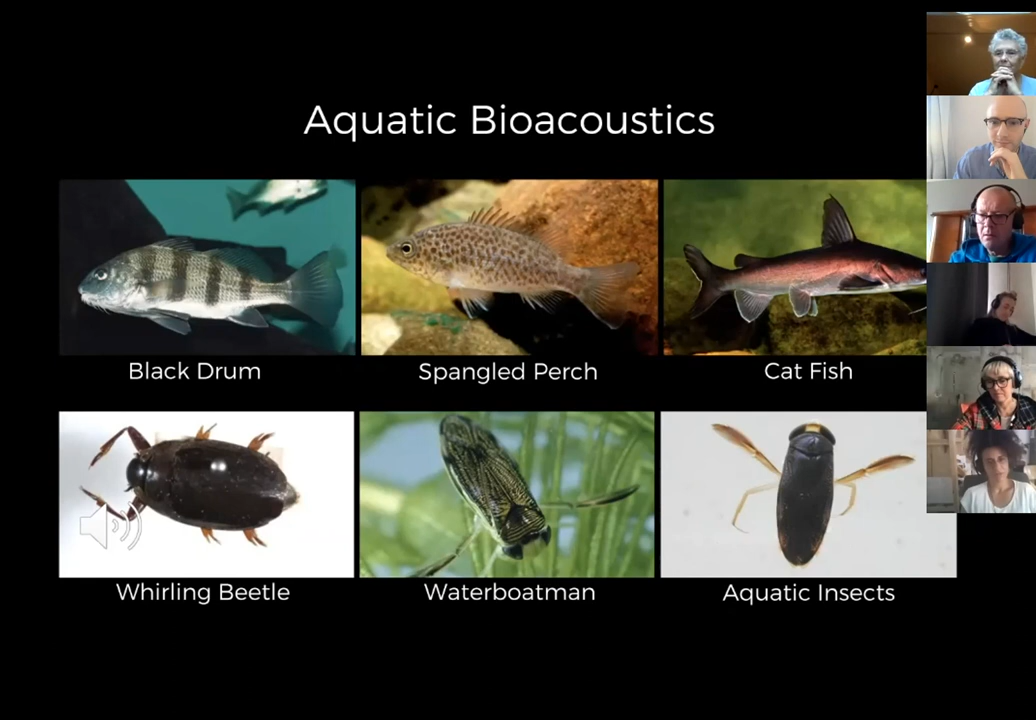 Aquatic Bioacoustics
Black Drum
Spangled Perch
Cat Fish
Whirling Beetle
Waterboatman
Aquatic Insects